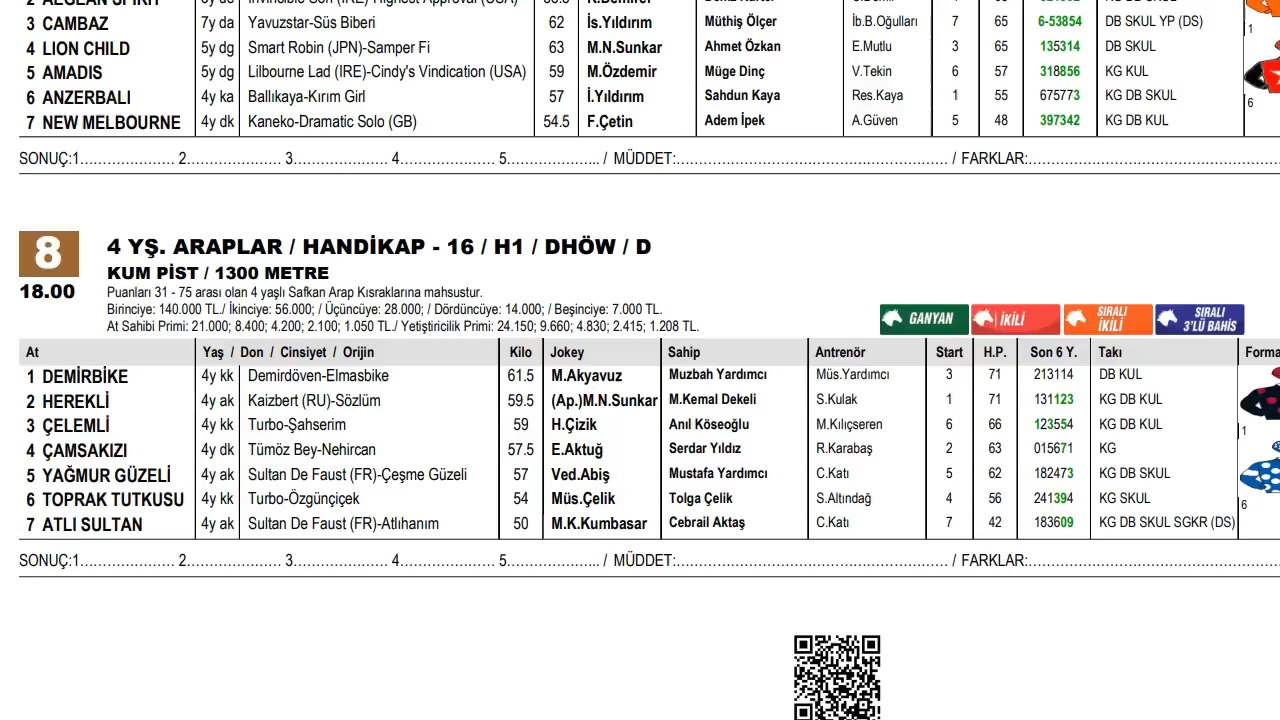 3 CAMBAZ 7y da Yavuzstar-Süs Biberi 62 İs.Yıldırım Müthiş Ölçer İb.B.Oğulları 7 65 6-53854 DB SKUL YP (DS)
1
4 LION CHILD 5y dg Smart Robin (JPN)-Samper Fi 63 M.N.Sunkar Ahmet Özkan E.Mutlu 3 65 135314 DB SKUL
5 AMADIS 5y dg Lilbourne Lad (IRE)-Cindy's Vindication (USA) 59 M.Özdemir Müge Dinç V.Tekin 6 57 318856 KG KUL
6 ANZERBALI 4y ka Ballıkaya-Kırım Girl 57 İ.Yıldırım Sahdun Kaya Res.Kaya 1 55 675773 KG DB SKUL
6
7 NEW MELBOURNE 4y dk Kaneko-Dramatic Solo (GB) 54.5 F.Çetin Adem İpek A.Güven 5 48 397342 KG DB KUL
SONUÇ:1..................... 2..................... 3..................... 4..................... 5..................... / MÜDDET:............................................................ / FARKLAR:........................................................
8
18.00
4 YŞ. ARAPLAR / HANDİKAP - 16 / H1 / DHÖW / D
KUM PİST / 1300 METRE
Puanları 31 - 75 arası olan 4 yaşlı Safkan Arap Kısraklarına mahsustur.
Birinciye: 140.000 TL./ İkinciye: 56.000; / Üçüncüye: 28.000; / Dördüncüye: 14.000; / Beşinciye: 7.000 TL.
At Sahibi Primi: 21.000; 8.400; 4.200; 2.100; 1.050 TL./ Yetiştiricilik Primi: 24.150; 9.660; 4.830; 2.415; 1.208 TL.
GANYAN İKİLİ SIRALI İKİLİ SIRALI 3'LÜ BAHİS
At Yaş / Don / Cinsiyet / Orijin Kilo Jokey Sahip Antrenör Start H.P. Son 6 Y. Takı Forma
1 DEMİRBİKE 4y kk Demirdöven-Elmasbike 61.5 M.Akyavuz Muzbah Yardımcı Müs.Yardımcı 3 71 213114 DB KUL
2 HEREKLİ 4y ak Kaizbert (RU)-Sözlüm 59.5 (Ap.)M.N.Sunkar M.Kemal Dekeli S.Kulak 1 71 131123 KG DB KUL
3 ÇELEMLİ 4y ak Turbo-Şahserim 59 H.Çizik Anıl Köseoğlu M.Kılıçseren 6 66 123554 KG DB KUL
1
4 ÇAMSAKIZI 4y dk Tümöz Bey-Nehircan 57.5 E.Aktuğ Serdar Yıldız R.Karabaş 2 63 015671 KG
5 YAĞMUR GÜZELİ 4y ak Sultan De Faust (FR)-Çeşme Güzeli 57 Ved.Abiş Mustafa Yardımcı C.Katı 5 62 182473 KG DB SKUL
6 TOPRAK TUTKUSU 4y kk Turbo-Özgünçiçek 54 Müs.Çelik Tolga Çelik S.Altındağ 4 56 241394 KG SKUL
6
7 ATLI SULTAN 4y ak Sultan De Faust (FR)-Atlıhanım 50 M.K.Kumbasar Cebrail Aktaş C.Katı 7 42 183609 KG DB SKUL SGKR (DS)
SONUÇ:1..................... 2..................... 3..................... 4..................... 5..................... / MÜDDET:............................................................ / FARKLAR:........................................................